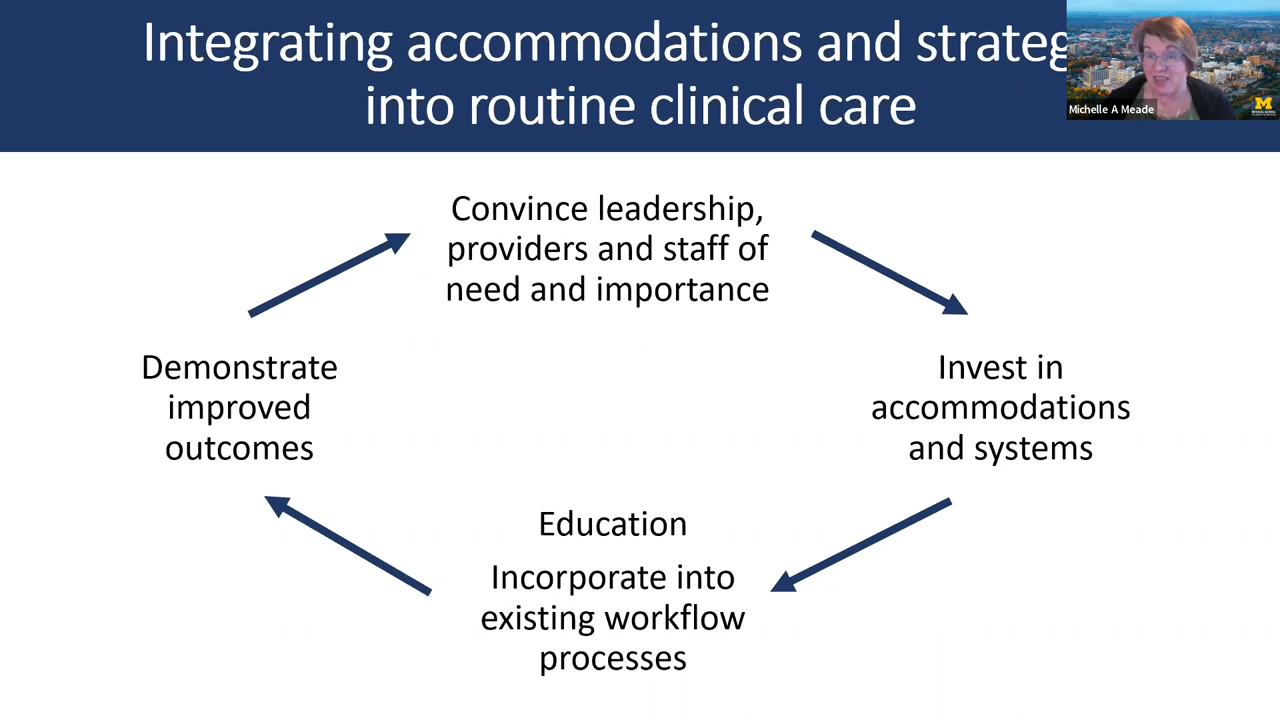 Integrating accommodations and strateg
into routine clinical care
Michelle A Meade
M
Convince leadership,
providers and staff of
need and importance
Demonstrate
improved
outcomes
Invest in
accommodations
and systems
Education
Incorporate into
existing workflow
processes